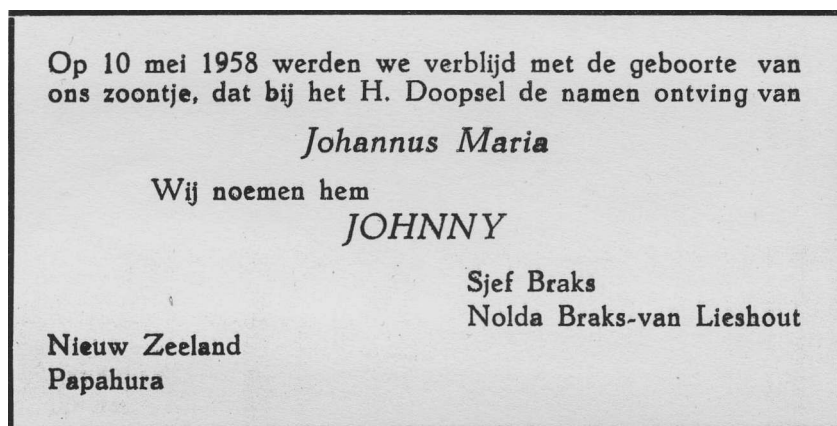 Op 10 mei 1958 werden we verblijd met de geboorte van
ons zoontje, dat bij het H. Doopsel de namen ontving van
Johannus Maria
Wij noemen hem
JOHNNY
Sjef Braks
Nolda Braks-van Lieshout
Nieuw Zeeland
Papahura